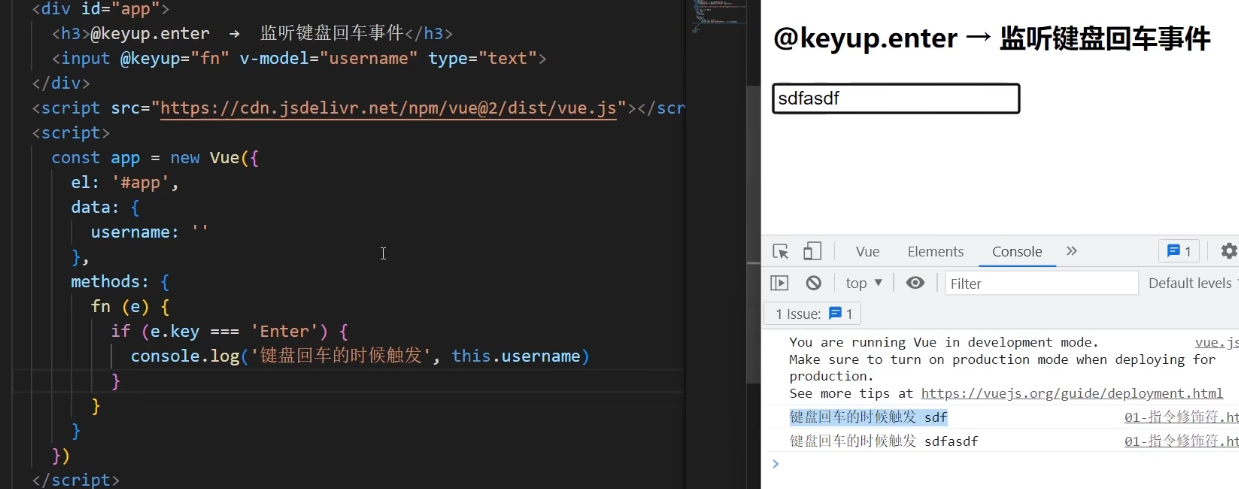 <div id="app">
<h3>@keyup.enter → 监听键盘回车事件</h3>
<input @keyup="fn" v-model="username" type="text">
</div>
<script src="https://cdn.jsdelivr.net/npm/vue@2/dist/vue.js"></scr
<script>
const app = new Vue({
el: '#app',
data: {
username: ''
},
methods: {
fn (e) {
if (e.key === 'Enter') {
console.log('键盘回车的时候触发', this.username)
}
}
}
})
</script>
@keyup.enter → 监听键盘回车事件
sdfasdf
Vue Elements Console » 1
top ▼ Filter Default levels
1 Issue: 1
You are running Vue in development mode. vue.js
Make sure to turn on production mode when deploying for
production.
See more tips at https://vuejs.org/guide/deployment.html
键盘回车的时候触发 sdf 01-指令修饰符.ht
键盘回车的时候触发 sdfasdf 01-指令修饰符.ht
>